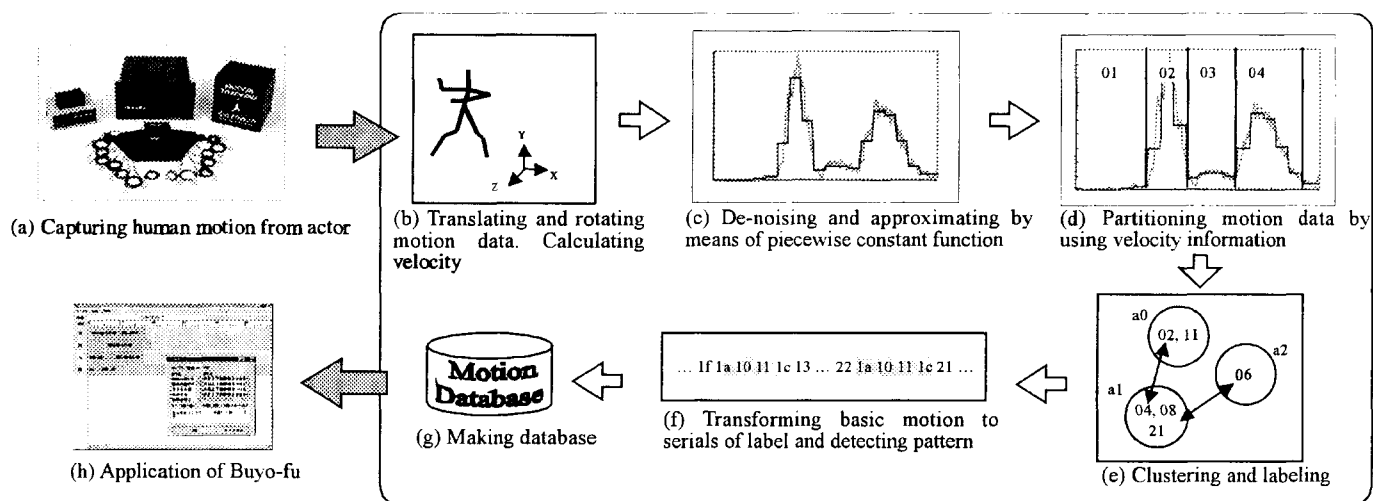 (a) Capturing human motion from actor
Y
Z
X
(b) Translating and rotating
motion data. Calculating
velocity
(c) De-noising and approximating by
means of piecewise constant function
01 02 03 04
(d) Partitioning motion data by
using velocity information
a0
02, 11
a2
06
a1
04, 08
21
(e) Clustering and labeling
... 1f 1a 10 11 1c 13 ... 22 1a 10 11 1c 21 ...
(f) Transforming basic motion to
serials of label and detecting pattern
Motion
Database
(g) Making database
(h) Application of Buyo-fu